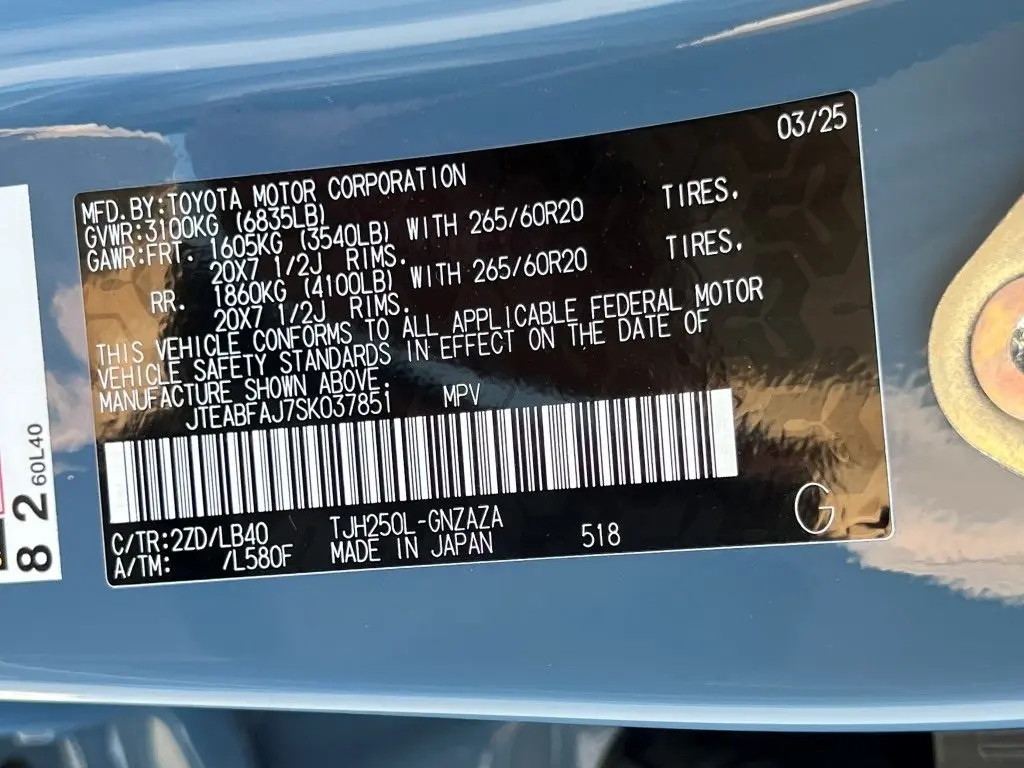 03/25
MFD.BY:TOYOTA MOTOR CORPORATION
GVWR:3100KG (6835LB)
GAWR:FRT. 1605KG (3540LB) WITH 265/60R20 TIRES.
20X7 1/2J RIMS.
RR. 1860KG (4100LB) WITH 265/60R20 TIRES.
20X7 1/2J RIMS.
THIS VEHICLE CONFORMS TO ALL APPLICABLE FEDERAL MOTOR
VEHICLE SAFETY STANDARDS IN EFFECT ON THE DATE OF
MANUFACTURE SHOWN ABOVE.
JTEABFAJ7SK037851 MPV
C/TR:2ZD/LB40 TJH250L-GNZAZA 518 G
A/TM: /L580F MADE IN JAPAN
82
60L40